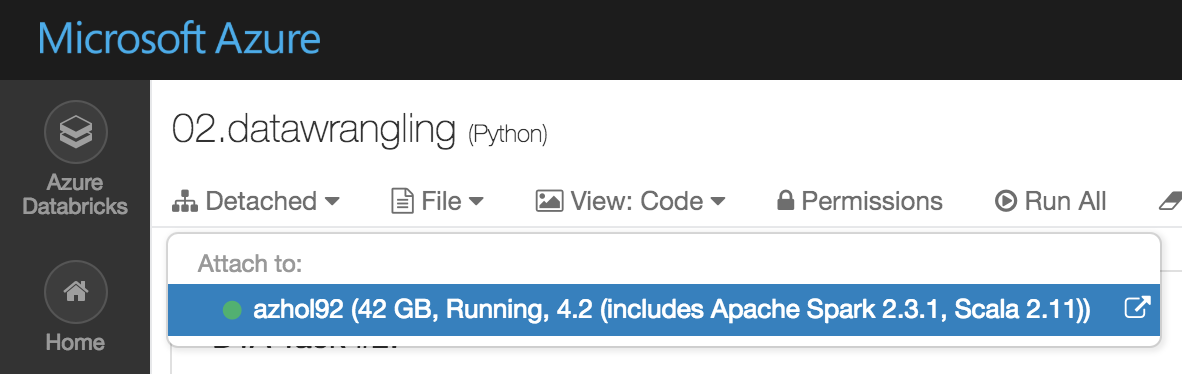 Microsoft Azure
02.datawrangling (Python)
Azure
Databricks
Detached File View: Code Permissions Run All
Attach to:
azhol92 (42 GB, Running, 4.2 (includes Apache Spark 2.3.1, Scala 2.11))
Home